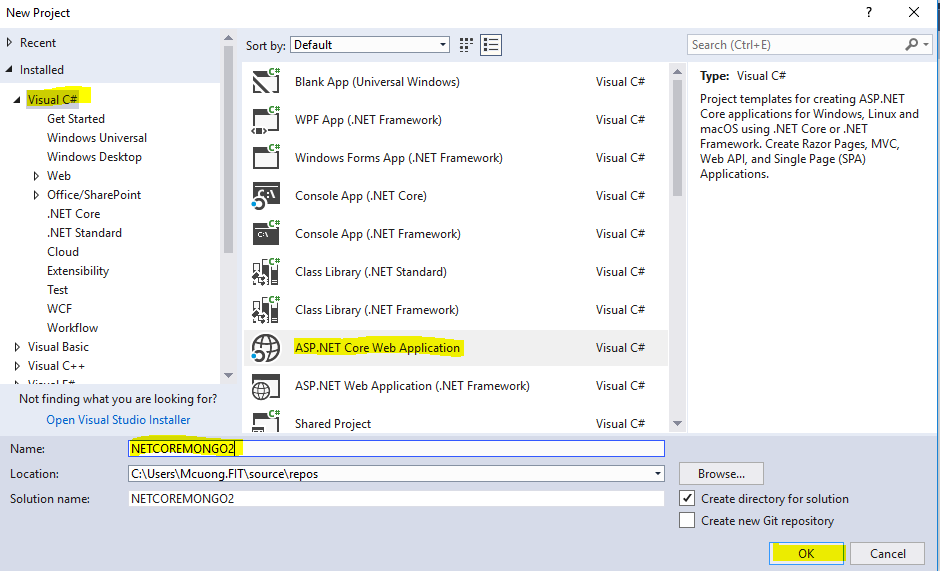 New Project
?
Recent
Installed
Visual C#
Get Started
Windows Universal
Windows Desktop
Web
Office/SharePoint
.NET Core
.NET Standard
Cloud
Extensibility
Test
WCF
Workflow
Visual Basic
Visual C++
Visual F#
Not finding what you are looking for?
Open Visual Studio Installer
Sort by: Default
Blank App (Universal Windows) Visual C#
WPF App (.NET Framework) Visual C#
Windows Forms App (.NET Framework) Visual C#
Console App (.NET Core) Visual C#
Console App (.NET Framework) Visual C#
Class Library (.NET Standard) Visual C#
Class Library (.NET Framework) Visual C#
ASP.NET Core Web Application Visual C#
ASP.NET Web Application (.NET Framework) Visual C#
Shared Project Visual C#
Search (Ctrl+E)
Type: Visual C#
Project templates for creating ASP.NET
Core applications for Windows, Linux and
macOS using .NET Core or .NET
Framework. Create Razor Pages, MVC,
Web API, and Single Page (SPA)
Applications.
Name: NETCOREMONGO2
Location: C:\Users\Mcuong.FIT\source\repos
Browse...
Solution name: NETCOREMONGO2
Create directory for solution
Create new Git repository
OK
Cancel